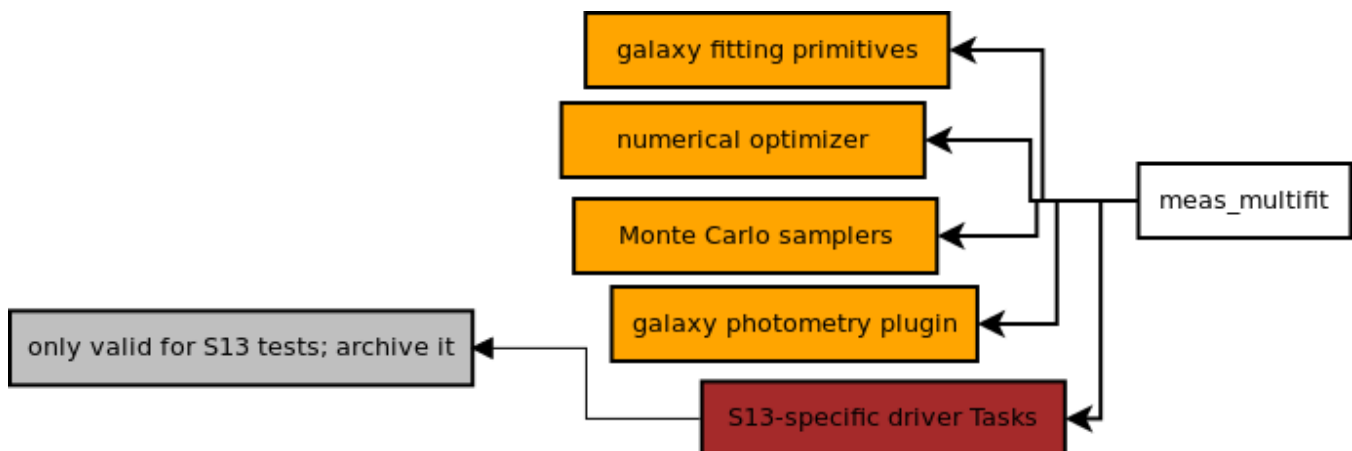 galaxy fitting primitives
numerical optimizer
meas_multifit
Monte Carlo samplers
galaxy photometry plugin
only valid for S13 tests; archive it
S13-specific driver Tasks